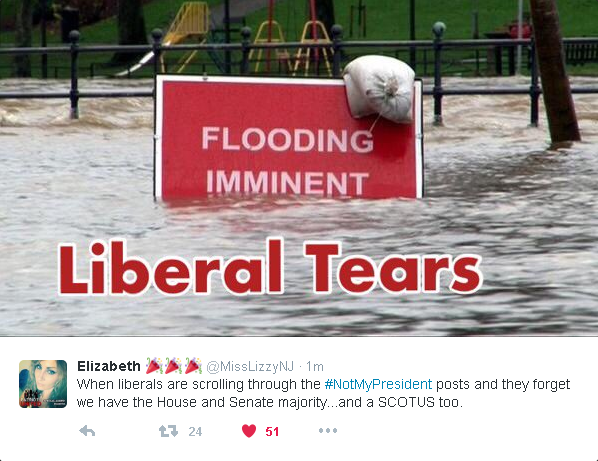 FLOODING
IMMINENT
Liberal Tears
Elizabeth 🎉🎉🎉 @MissLizzyNJ · 1m
When liberals are scrolling through the #NotMyPresident posts and they forget
we have the House and Senate majority...and a SCOTUS too.
24 51